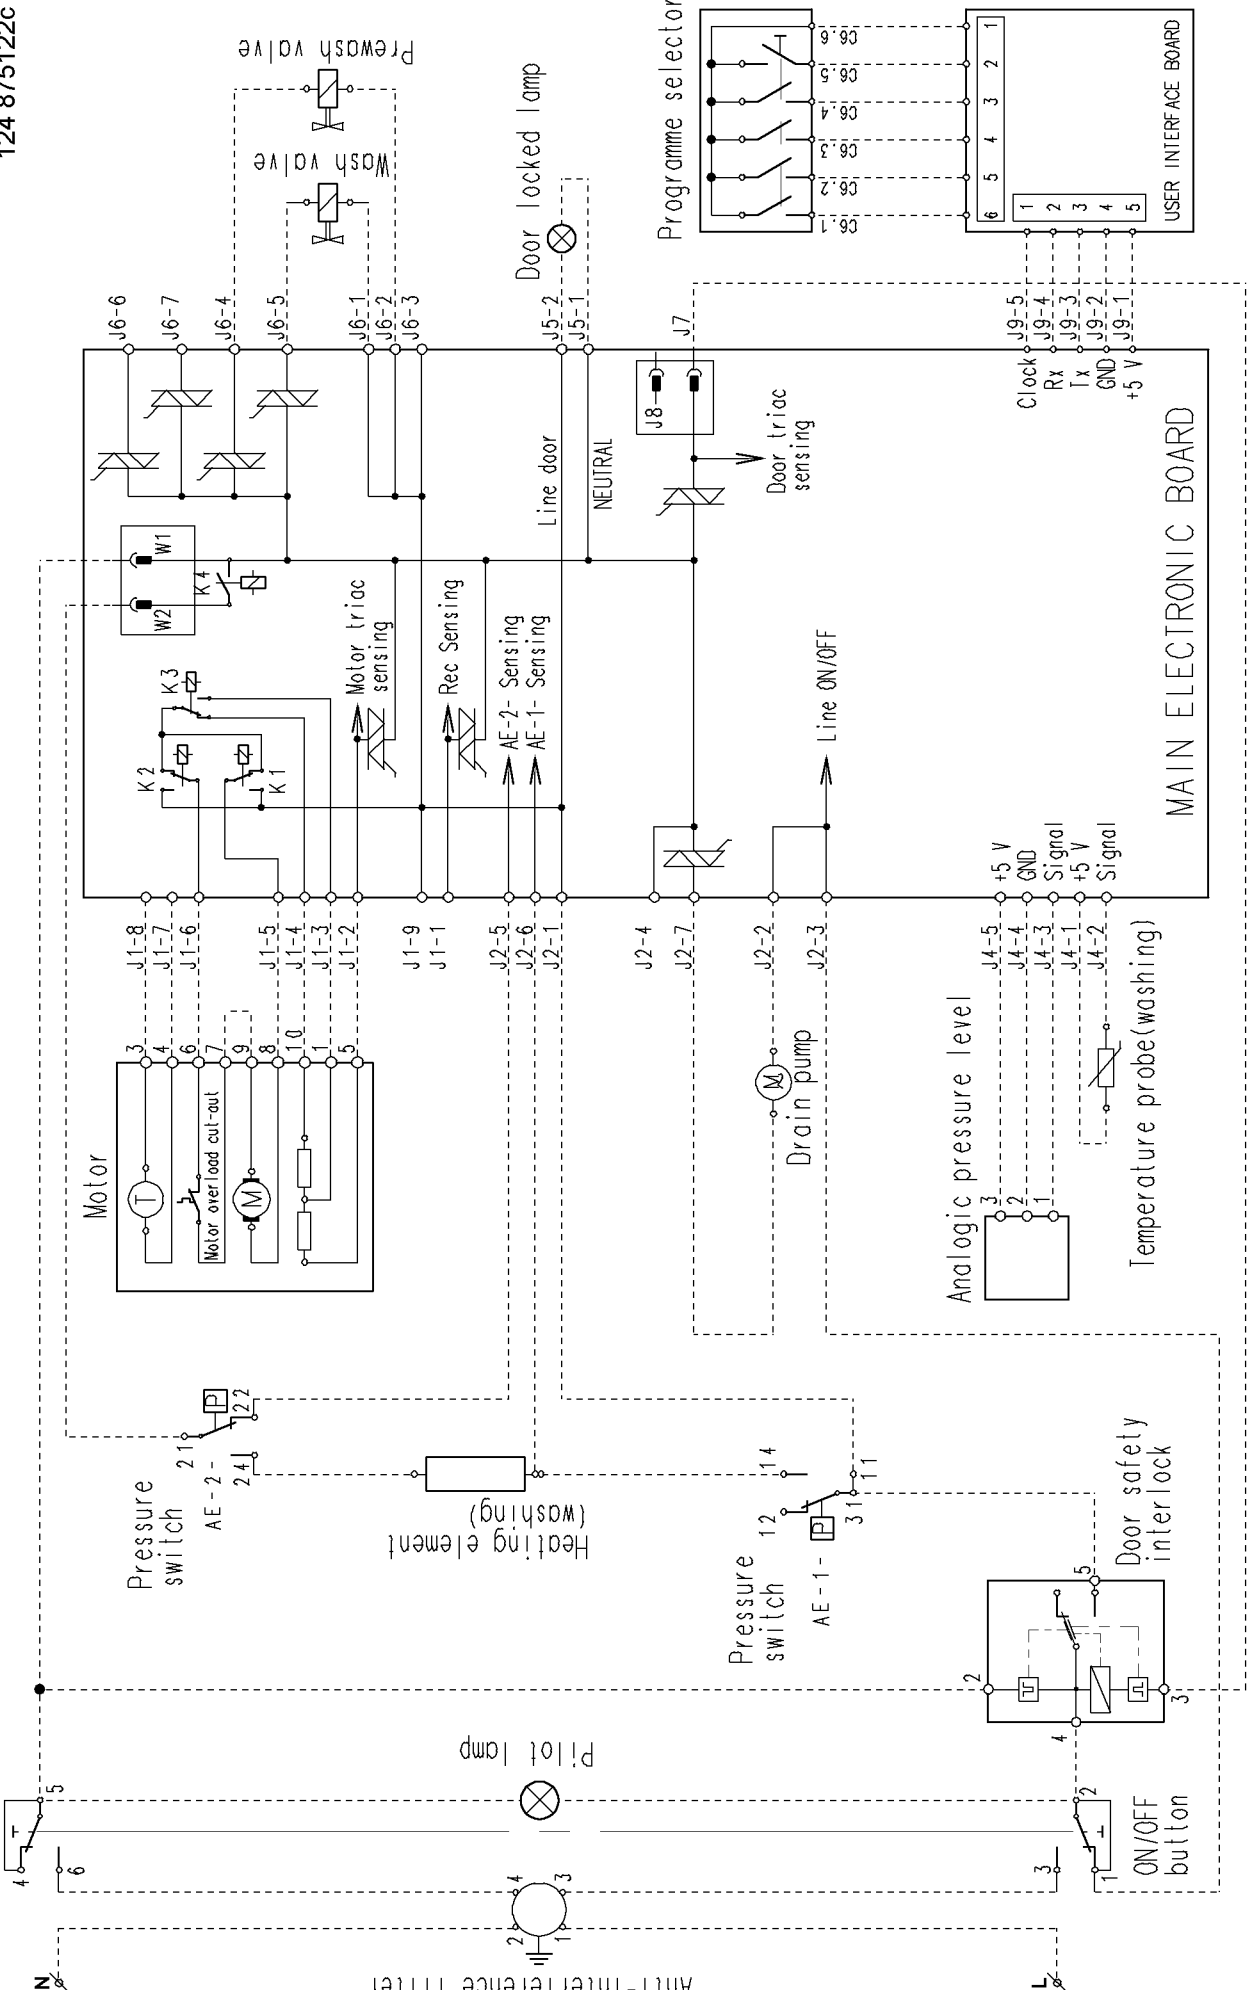 124 875122c
Prewash valve
Wash valve
Door locked lamp
Programme selector
C6.6
C6.5
C6.4
C6.3
C6.2
C6.1
1
2
3
4
5
6
1
2
3
4
5
USER INTERFACE BOARD
J6-6
J6-7
J6-4
J6-5
J6-1
J6-2
J6-3
J5-2
J5-1
J7
J9-5
J9-4
J9-3
J9-2
J9-1
Clock
Rx
Tx
GND
+5 V
J8
Line door
NEUTRAL
Door triac
sensing
W1
W2
K4
K3
K2
K1
Motor triac
sensing
Rec Sensing
AE-2- Sensing
AE-1- Sensing
Line ON/OFF
MAIN ELECTRONIC BOARD
+5 V
GND
Signal
+5 V
Signal
J1-8
J1-7
J1-6
J1-5
J1-4
J1-3
J1-2
J1-9
J1-1
J2-5
J2-6
J2-1
J2-4
J2-7
J2-2
J2-3
J4-5
J4-4
J4-3
J4-1
J4-2
Motor
3
4
6
7
9
8
10
1
5
T
Motor overload cut-out
M
M
Drain pump
Analogic pressure level
3
2
1
Temperature probe(washing)
Pressure
switch
AE-2-
P
21
22
24
Heating element
(washing)
Pressure
switch
AE-1-
P
14
12
11
31
Door safety
interlock
2
5
3
4
Pilot lamp
5
4
6
2
3
1
ON/OFF
button
4
3
2
1
N
L